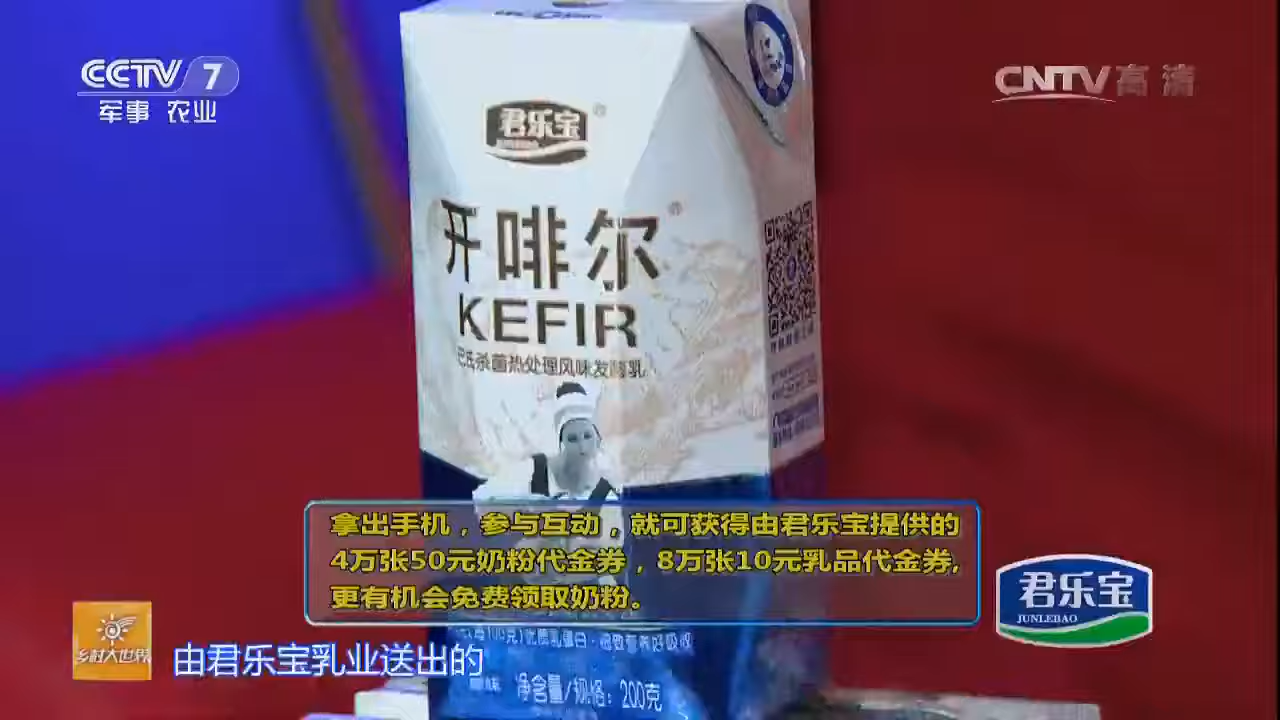 CCTV 7
军事 农业
CNTV 高清
君乐宝
JUNLEBAO
开啡尔
KEFIR
巴氏杀菌热处理风味发酵乳
拿出手机，参与互动，就可获得由君乐宝提供的
4万张50元奶粉代金券，8万张10元乳品代金券,
更有机会免费领取奶粉。
君乐宝
JUNLEBAO
乡村大世界
由君乐宝乳业送出的
净含量/规格：200克